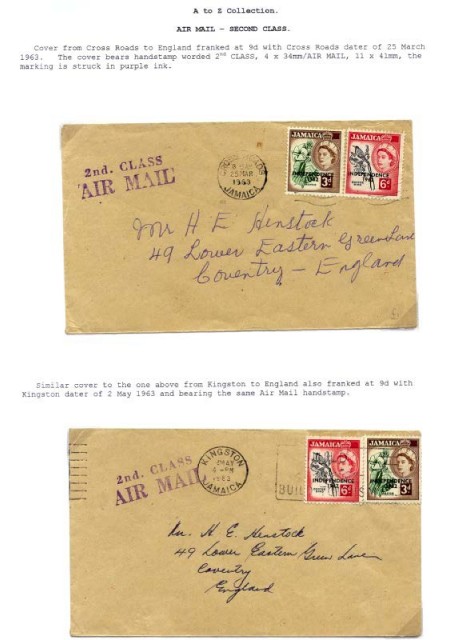 A to Z Collection.
AIR MAIL - SECOND CLASS.
Cover from Cross Roads to England franked at 9d with Cross Roads dater of 25 March
1963. The cover bears handstamp worded 2nd CLASS, 4 x 34mm/AIR MAIL, 11 x 41mm, the
marking is struck in purple ink.
2nd. CLASS
AIR MAIL
25 MAR
1963
JAMAICA
JAMAICA
INDEPENDENCE
1962
3d
JAMAICA
INDEPENDENCE
1962
6d
Mr H E Henstock
49 Lower Eastern Green Lane
Coventry - England
Similar cover to the one above from Kingston to England also franked at 9d with
Kingston dater of 2 May 1963 and bearing the same Air Mail handstamp.
2nd. CLASS
AIR MAIL
KINGSTON
PM
JAMAICA
JAMAICA
INDEPENDENCE
6d
JAMAICA
INDEPENDENCE
1962
3d
Mr. H. E. Henstock
49 Lower Eastern Green Lane
Coventry
England